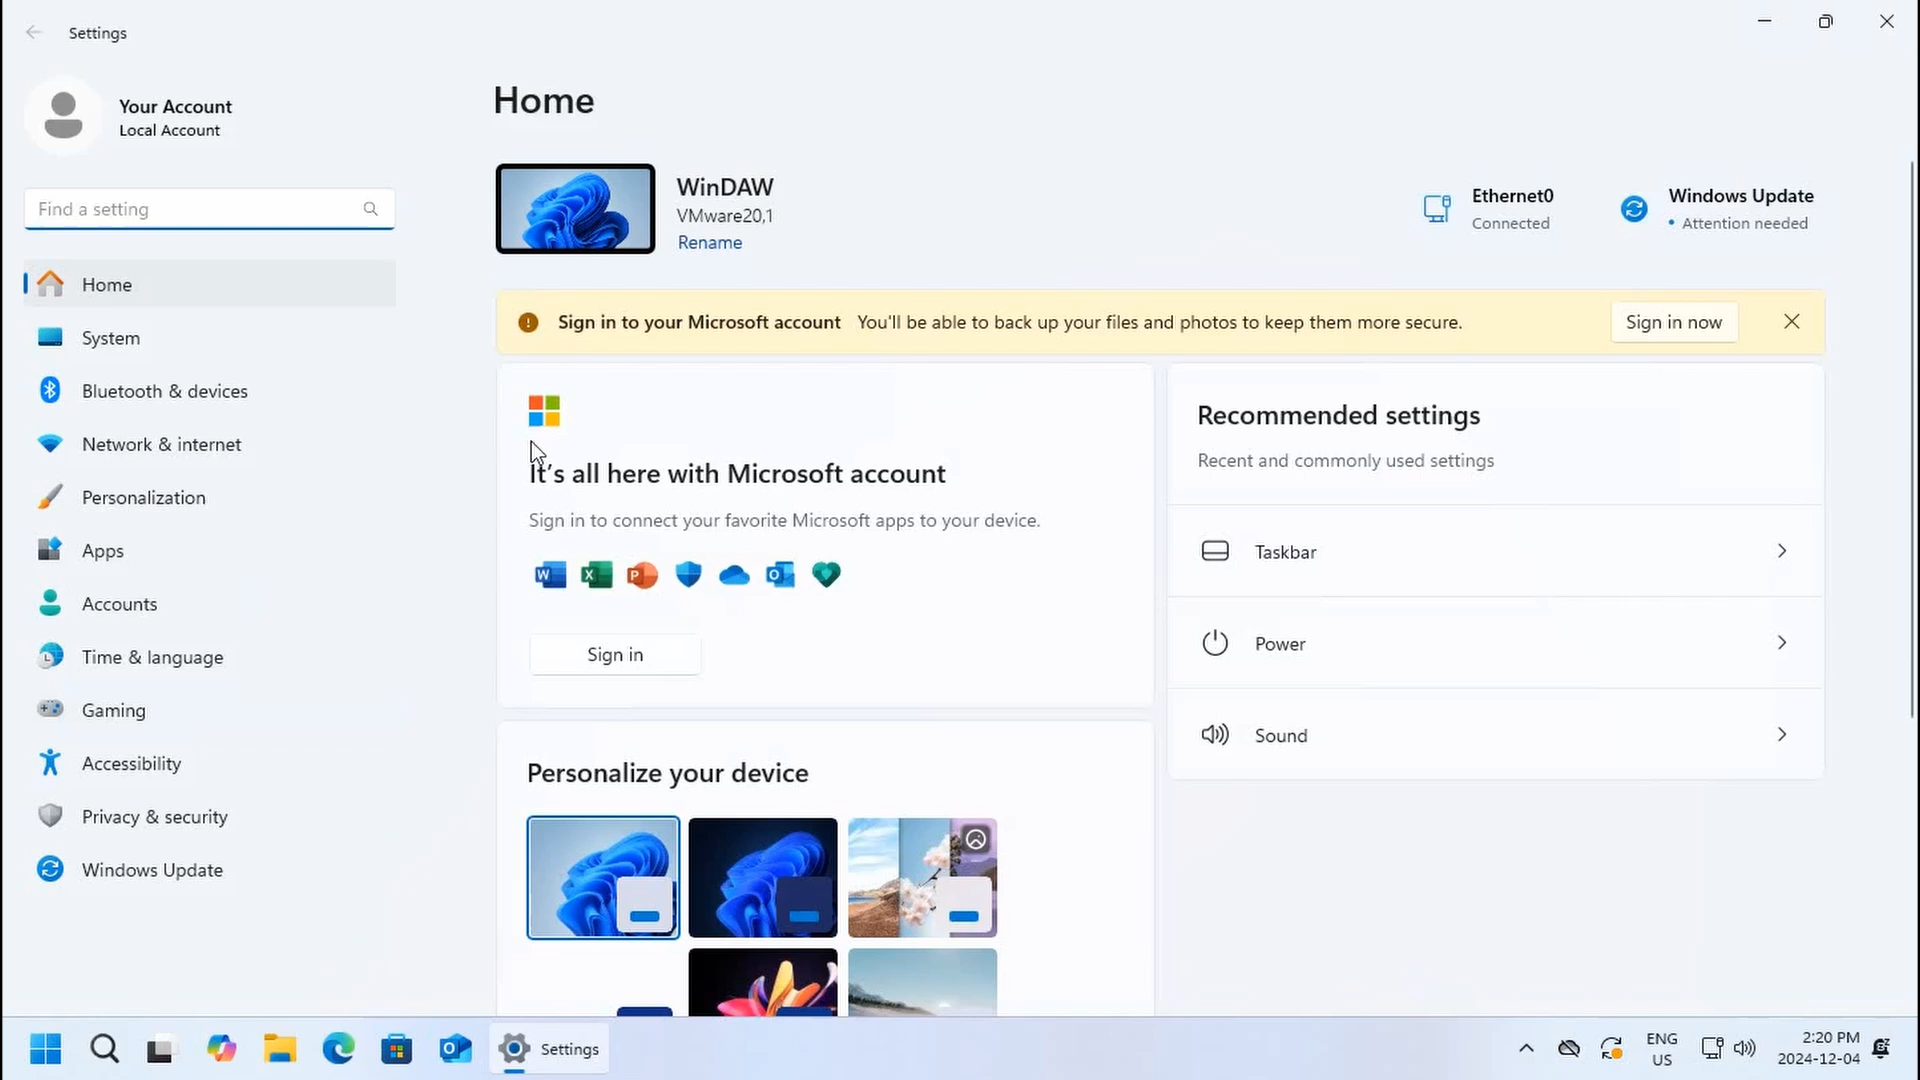 Settings
Your Account
Local Account
Find a setting
Home
System
Bluetooth & devices
Network & internet
Personalization
Apps
Accounts
Time & language
Gaming
Accessibility
Privacy & security
Windows Update
Home
WinDAW
VMware20,1
Rename
Ethernet0
Connected
Windows Update
• Attention needed
Sign in to your Microsoft account You'll be able to back up your files and photos to keep them more secure.
Sign in now
It's all here with Microsoft account
Sign in to connect your favorite Microsoft apps to your device.
Sign in
Personalize your device
Recommended settings
Recent and commonly used settings
Taskbar
Power
Sound
Settings
ENG
US
2:20 PM
2024-12-04